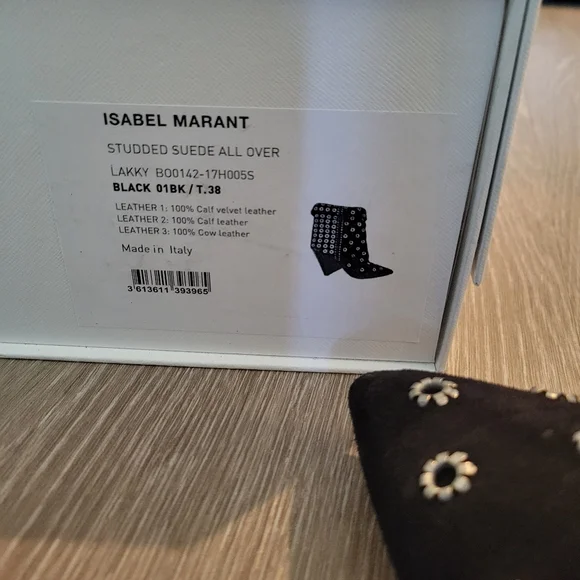 ISABEL MARANT
STUDDED SUEDE ALL OVER
LAKKY BO0142-17H005S
BLACK 01BK / T.38
LEATHER 1: 100% Calf velvet leather
LEATHER 2: 100% Calf leather
LEATHER 3: 100% Cow leather
Made in Italy
3 613611 393965